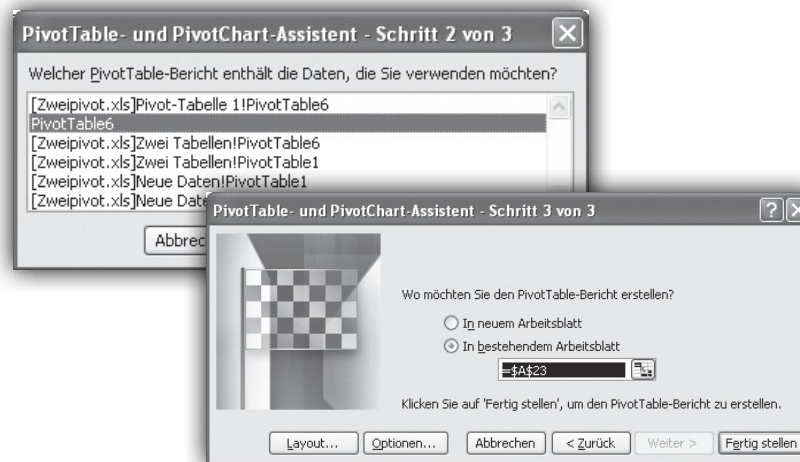 PivotTable- und PivotChart-Assistent - Schritt 2 von 3
Welcher PivotTable-Bericht enthält die Daten, die Sie verwenden möchten?
[Zweipivot.xls]Pivot-Tabelle 1!PivotTable6
PivotTable6
[Zweipivot.xls]Zwei Tabellen!PivotTable6
[Zweipivot.xls]Zwei Tabellen!PivotTable1
[Zweipivot.xls]Neue Daten!PivotTable1
[Zweipivot.xls]Neue Date
Abbrec
PivotTable- und PivotChart-Assistent - Schritt 3 von 3
Wo möchten Sie den PivotTable-Bericht erstellen?
In neuem Arbeitsblatt
In bestehendem Arbeitsblatt
=$A$23
Klicken Sie auf 'Fertig stellen', um den PivotTable-Bericht zu erstellen.
Layout... Optionen... Abbrechen < Zurück Weiter > Fertig stellen